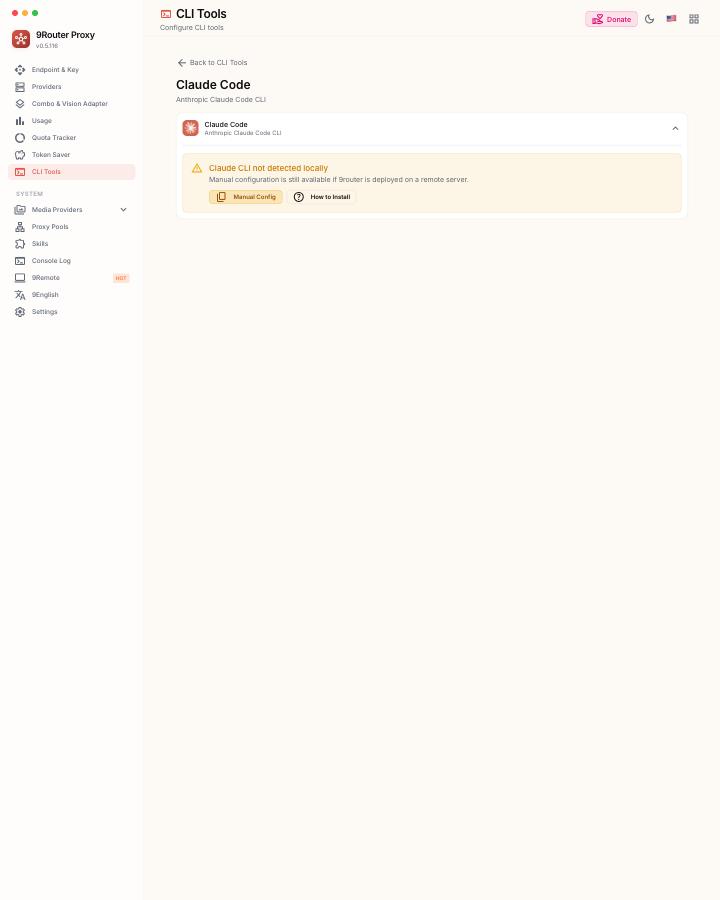 9Router Proxy
v0.5.116
Endpoint & Key
Providers
Combo & Vision Adapter
Usage
Quota Tracker
Token Saver
CLI Tools
SYSTEM
Media Providers
Proxy Pools
Skills
Console Log
9Remote
HOT
9English
Settings
CLI Tools
Configure CLI tools
Donate
Back to CLI Tools
Claude Code
Anthropic Claude Code CLI
Claude Code
Anthropic Claude Code CLI
Claude CLI not detected locally
Manual configuration is still available if 9router is deployed on a remote server.
Manual Config
How to Install